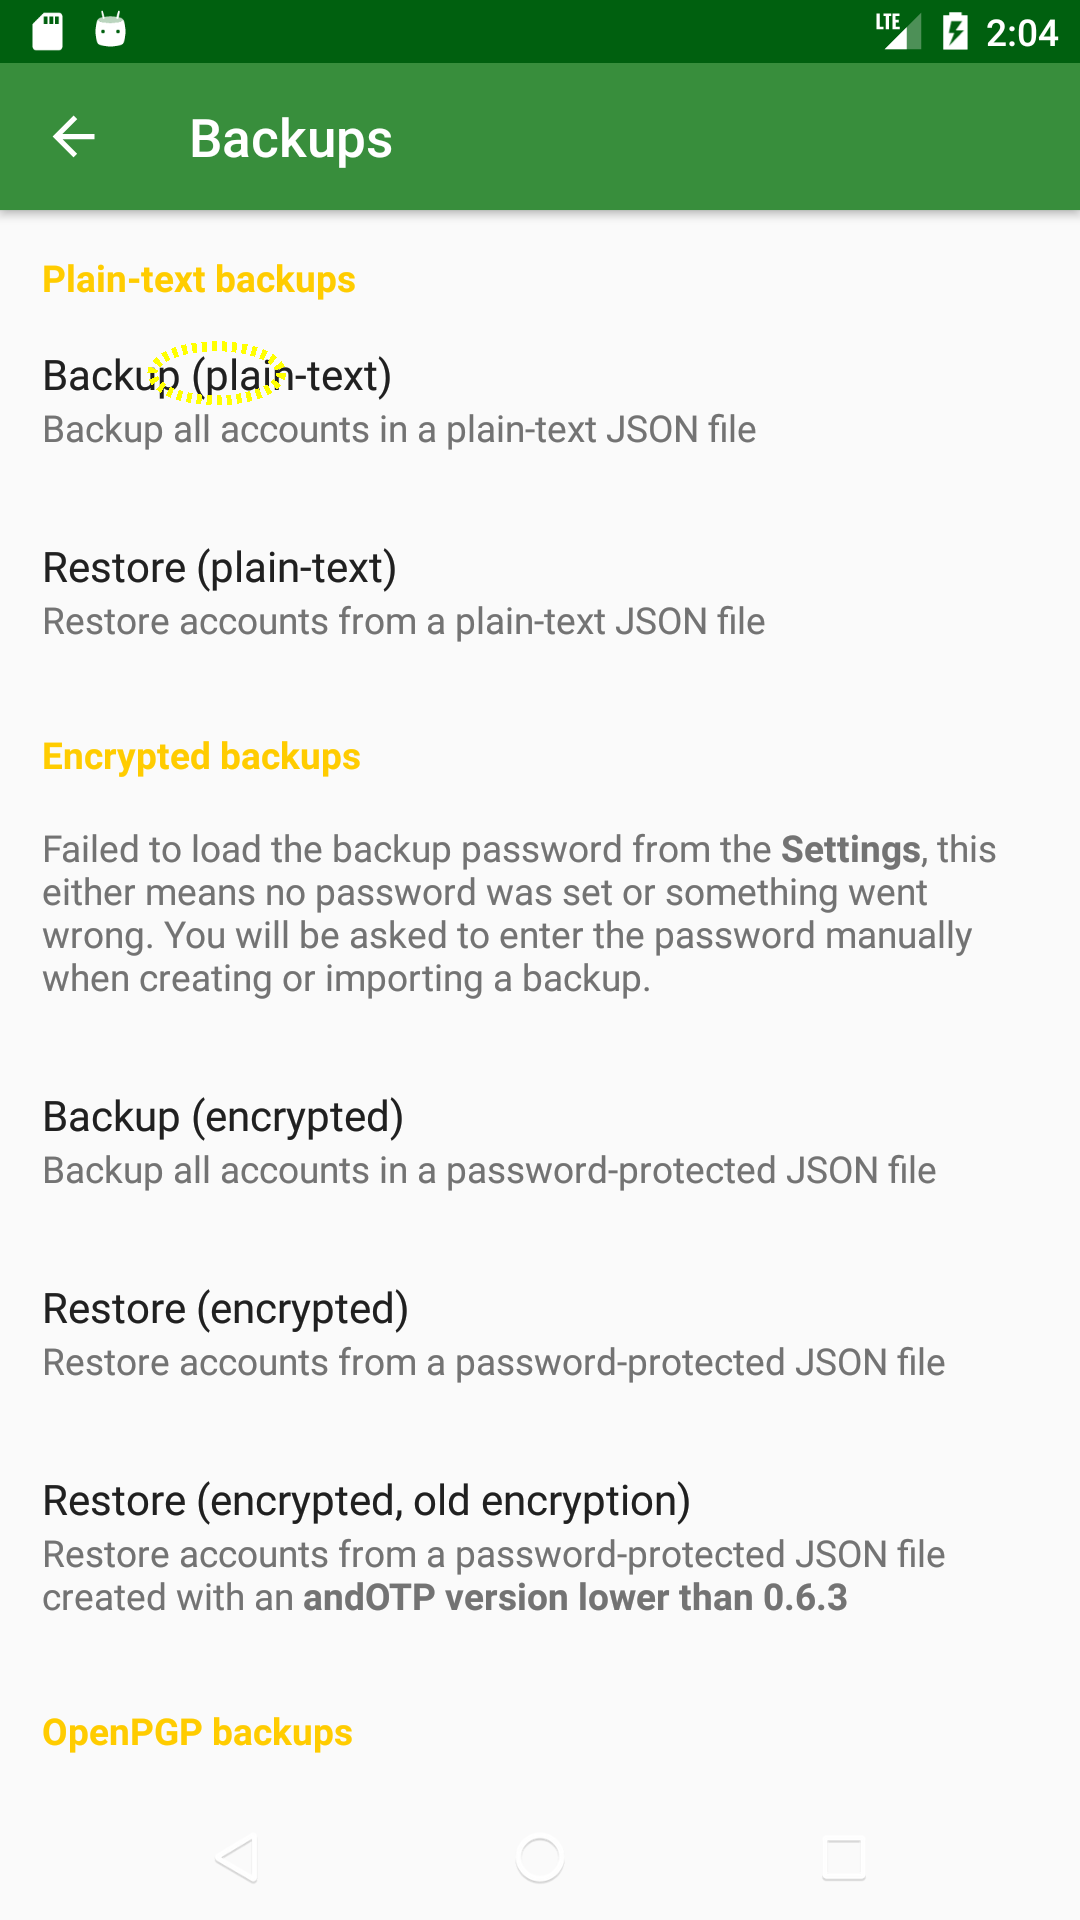 LTE 2:04
Backups
Plain-text backups
Backup (plain-text)
Backup all accounts in a plain-text JSON file
Restore (plain-text)
Restore accounts from a plain-text JSON file
Encrypted backups
Failed to load the backup password from the Settings, this
either means no password was set or something went
wrong. You will be asked to enter the password manually
when creating or importing a backup.
Backup (encrypted)
Backup all accounts in a password-protected JSON file
Restore (encrypted)
Restore accounts from a password-protected JSON file
Restore (encrypted, old encryption)
Restore accounts from a password-protected JSON file
created with an andOTP version lower than 0.6.3
OpenPGP backups